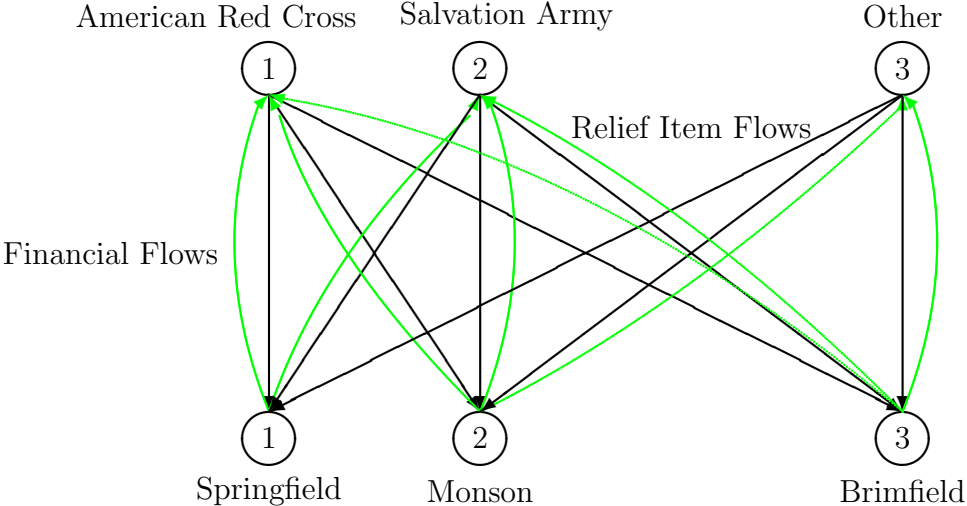 American Red Cross
Salvation Army
Other
1
2
3
Relief Item Flows
Financial Flows
1
2
3
Springfield
Monson
Brimfield